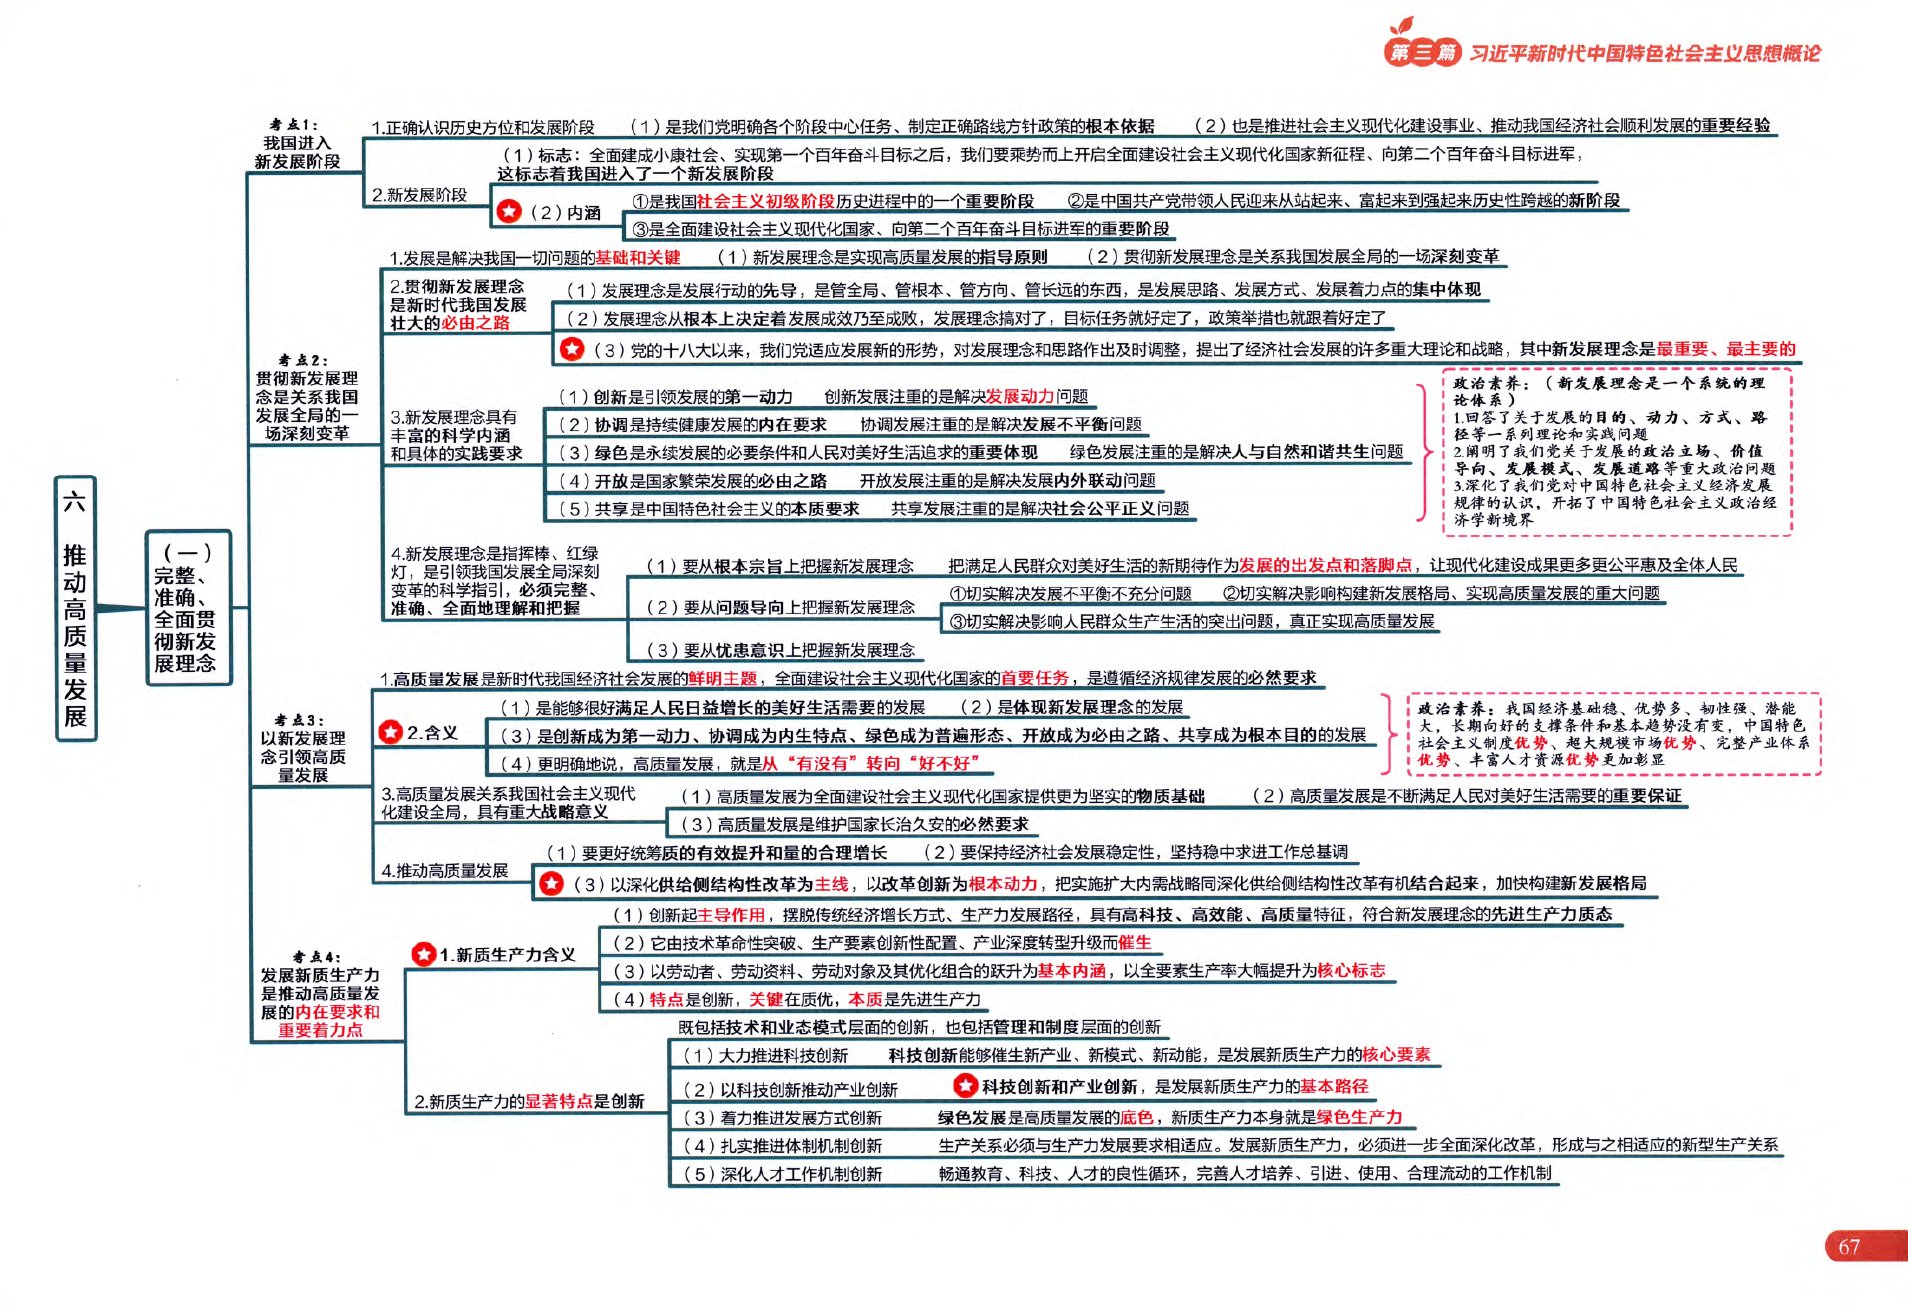 第三篇 习近平新时代中国特色社会主义思想概论
六 推动高质量发展
（一）
完整、
准确、
全面贯
彻新发
展理念
考点1：
我国进入
新发展阶段
1.正确认识历史方位和发展阶段 （1）是我们党明确各个阶段中心任务、制定正确路线方针政策的根本依据 （2）也是推进社会主义现代化建设事业、推动我国经济社会顺利发展的重要经验
2.新发展阶段
（1）标志：全面建成小康社会、实现第一个百年奋斗目标之后，我们要乘势而上开启全面建设社会主义现代化国家新征程、向第二个百年奋斗目标进军，
这标志着我国进入了一个新发展阶段
（2）内涵
①是我国社会主义初级阶段历史进程中的一个重要阶段 ②是中国共产党带领人民迎来从站起来、富起来到强起来历史性跨越的新阶段
③是全面建设社会主义现代化国家、向第二个百年奋斗目标进军的重要阶段
考点2：
贯彻新发展理
念是关系我国
发展全局的一
场深刻变革
1.发展是解决我国一切问题的基础和关键 （1）新发展理念是实现高质量发展的指导原则 （2）贯彻新发展理念是关系我国发展全局的一场深刻变革
2.贯彻新发展理念
是新时代我国发展
壮大的必由之路
（1）发展理念是发展行动的先导，是管全局、管根本、管方向、管长远的东西，是发展思路、发展方式、发展着力点的集中体现
（2）发展理念从根本上决定着发展成效乃至成败，发展理念搞对了，目标任务就好定了，政策举措也就跟着好定了
（3）党的十八大以来，我们党适应发展新的形势，对发展理念和思路作出及时调整，提出了经济社会发展的许多重大理论和战略，其中新发展理念是最重要、最主要的
3.新发展理念具有
丰富的科学内涵
和具体的实践要求
（1）创新是引领发展的第一动力 创新发展注重的是解决发展动力问题
（2）协调是持续健康发展的内在要求 协调发展注重的是解决发展不平衡问题
（3）绿色是永续发展的必要条件和人民对美好生活追求的重要体现 绿色发展注重的是解决人与自然和谐共生问题
（4）开放是国家繁荣发展的必由之路 开放发展注重的是解决发展内外联动问题
（5）共享是中国特色社会主义的本质要求 共享发展注重的是解决社会公平正义问题
政治素养：（新发展理念是一个系统的理
论体系）
1.回答了关于发展的目的、动力、方式、路
径等一系列理论和实践问题
2.阐明了我们党关于发展的政治立场、价值
导向、发展模式、发展道路等重大政治问题
3.深化了我们党对中国特色社会主义经济发展
规律的认识，开拓了中国特色社会主义政治经
济学新境界
4.新发展理念是指挥棒、红绿
灯，是引领我国发展全局深刻
变革的科学指引，必须完整、
准确、全面地理解和把握
（1）要从根本宗旨上把握新发展理念 把满足人民群众对美好生活的新期待作为发展的出发点和落脚点，让现代化建设成果更多更公平惠及全体人民
（2）要从问题导向上把握新发展理念
①切实解决发展不平衡不充分问题 ②切实解决影响构建新发展格局、实现高质量发展的重大问题
③切实解决影响人民群众生产生活的突出问题，真正实现高质量发展
（3）要从忧患意识上把握新发展理念
考点3：
以新发展理
念引领高质
量发展
1.高质量发展是新时代我国经济社会发展的鲜明主题，全面建设社会主义现代化国家的首要任务，是遵循经济规律发展的必然要求
2.含义
（1）是能够很好满足人民日益增长的美好生活需要的发展 （2）是体现新发展理念的发展
（3）是创新成为第一动力、协调成为内生特点、绿色成为普遍形态、开放成为必由之路、共享成为根本目的的发展
（4）更明确地说，高质量发展，就是从“有没有”转向“好不好”
政治素养：我国经济基础稳、优势多、韧性强、潜能
大，长期向好的支撑条件和基本趋势没有变，中国特色
社会主义制度优势、超大规模市场优势、完整产业体系
优势、丰富人才资源优势更加彰显
3.高质量发展关系我国社会主义现代
化建设全局，具有重大战略意义
（1）高质量发展为全面建设社会主义现代化国家提供更为坚实的物质基础 （2）高质量发展是不断满足人民对美好生活需要的重要保证
（3）高质量发展是维护国家长治久安的必然要求
4.推动高质量发展
（1）要更好统筹质的有效提升和量的合理增长 （2）要保持经济社会发展稳定性，坚持稳中求进工作总基调
（3）以深化供给侧结构性改革为主线，以改革创新为根本动力，把实施扩大内需战略同深化供给侧结构性改革有机结合起来，加快构建新发展格局
考点4：
发展新质生产力
是推动高质量发
展的内在要求和
重要着力点
1.新质生产力含义
（1）创新起主导作用，摆脱传统经济增长方式、生产力发展路径，具有高科技、高效能、高质量特征，符合新发展理念的先进生产力质态
（2）它由技术革命性突破、生产要素创新性配置、产业深度转型升级而催生
（3）以劳动者、劳动资料、劳动对象及其优化组合的跃升为基本内涵，以全要素生产率大幅提升为核心标志
（4）特点是创新，关键在质优，本质是先进生产力
2.新质生产力的显著特点是创新
既包括技术和业态模式层面的创新，也包括管理和制度层面的创新
（1）大力推进科技创新 科技创新能够催生新产业、新模式、新动能，是发展新质生产力的核心要素
（2）以科技创新推动产业创新 科技创新和产业创新，是发展新质生产力的基本路径
（3）着力推进发展方式创新 绿色发展是高质量发展的底色，新质生产力本身就是绿色生产力
（4）扎实推进体制机制创新 生产关系必须与生产力发展要求相适应。发展新质生产力，必须进一步全面深化改革，形成与之相适应的新型生产关系
（5）深化人才工作机制创新 畅通教育、科技、人才的良性循环，完善人才培养、引进、使用、合理流动的工作机制
67